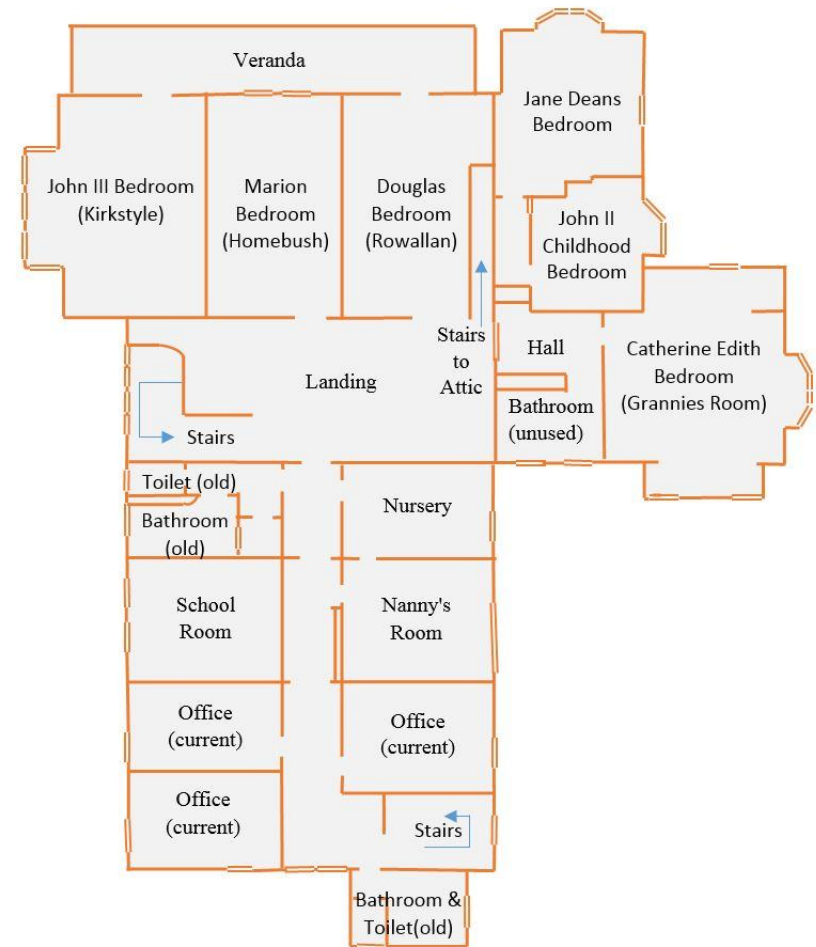 Veranda
Jane Deans
Bedroom
John III Bedroom
(Kirkstyle)
Marion
Bedroom
(Homebush)
Douglas
Bedroom
(Rowallan)
John II
Childhood
Bedroom
Stairs
to
Attic
Hall
Catherine Edith
Bedroom
(Grannies Room)
Landing
Bathroom
(unused)
Stairs
Toilet (old)
Bathroom
(old)
Nursery
School
Room
Nanny's
Room
Office
(current)
Office
(current)
Office
(current)
Stairs
Bathroom &
Toilet(old)